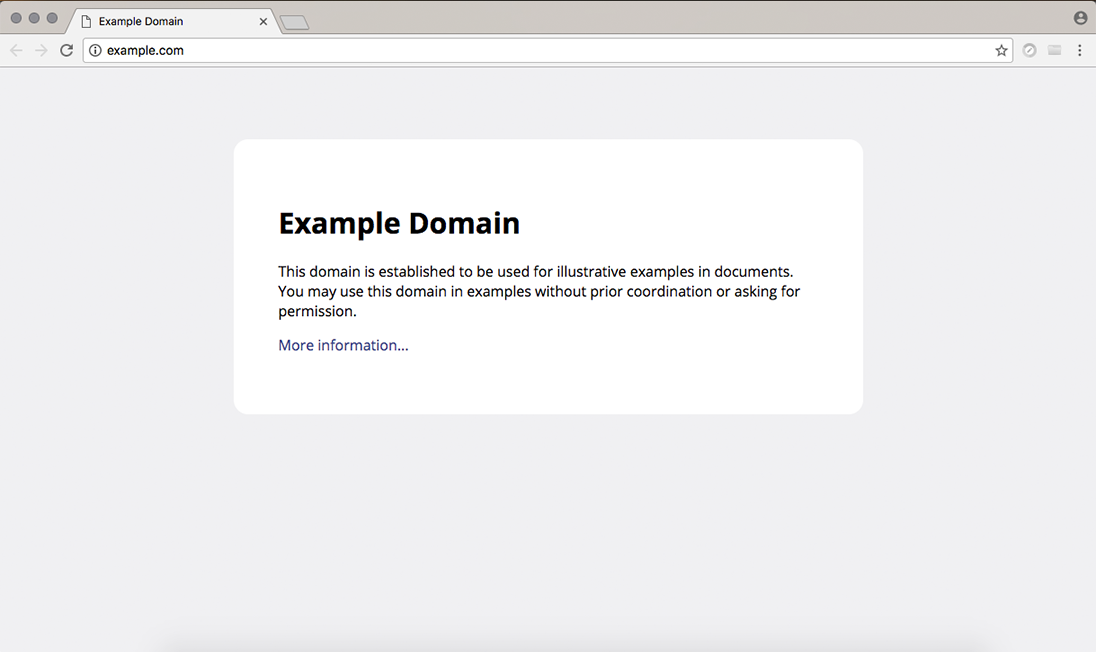 Example Domain
example.com
Example Domain
This domain is established to be used for illustrative examples in documents.
You may use this domain in examples without prior coordination or asking for
permission.
More information...